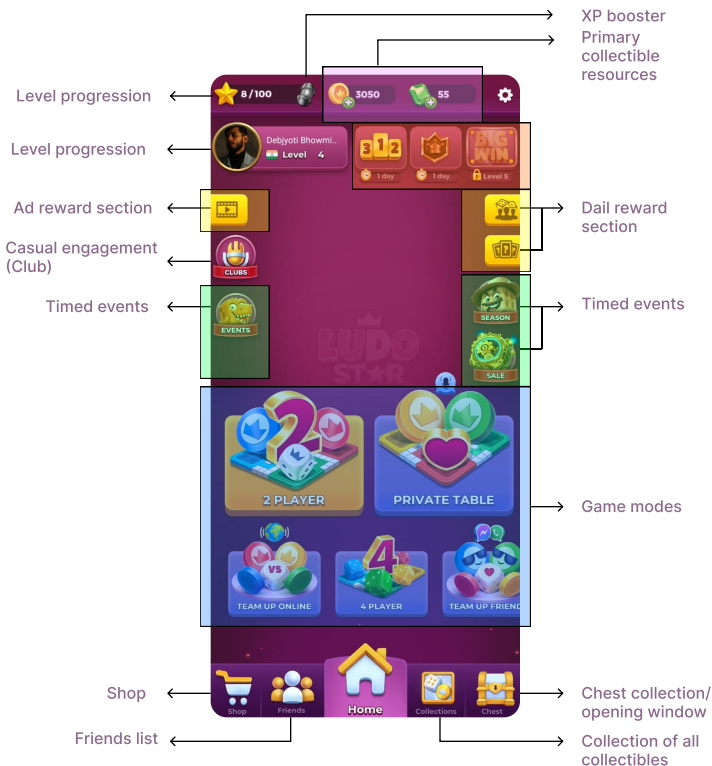 XP booster
Primary
collectible
resources
Level progression
8 / 100
3050
55
Level progression
Debjyoti Bhowmi..
Level 4
3 1 2
1 day
1 day
BIG
WIN
Level 5
Ad reward section
Dail reward
section
Casual engagement
(Club)
CLUBS
Timed events
EVENTS
SEASON
SALE
Timed events
LUDO
STAR
2
2 PLAYER
PRIVATE TABLE
Game modes
VS
TEAM UP ONLINE
4
4 PLAYER
TEAM UP FRIEND
Shop
Shop
Friends
Home
Collections
Chest
Chest collection/
opening window
Friends list
Collection of all
collectibles